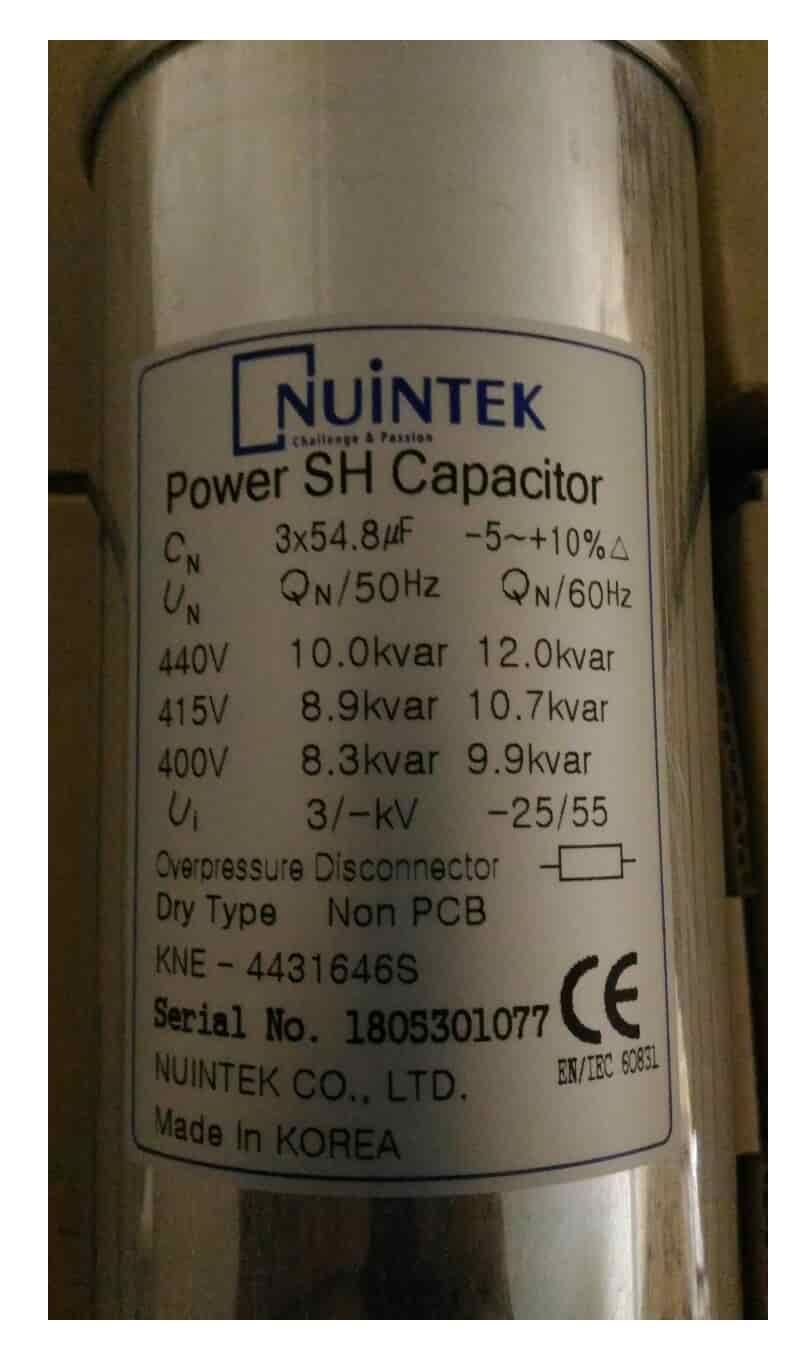 NUINTEK
Challenge & Passion
Power SH Capacitor
CN 3x54.8µF -5~+10% △
UN QN/50Hz QN/60Hz
440V 10.0kvar 12.0kvar
415V 8.9kvar 10.7kvar
400V 8.3kvar 9.9kvar
Ui 3/-kV -25/55
Overpressure Disconnector
Dry Type Non PCB
KNE - 4431646S
Serial No. 1805301077 CE
NUINTEK CO., LTD. EN/IEC 60831
Made In KOREA